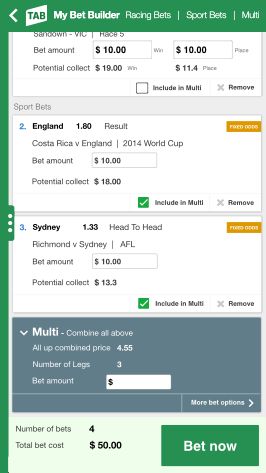 TAB My Bet Builder Racing Bets | Sport Bets | Multi
Sandown - VIC | Race 5
Bet amount $ 10.00 Win $ 10.00 Place
Potential collect $ 19.00 Win $ 11.4 Place
Include in Multi Remove
Sport Bets
2. England 1.80 Result FIXED ODDS
Costa Rica v England | 2014 World Cup
Bet amount $ 10.00
Potential collect $ 18.00
Include in Multi Remove
3. Sydney 1.33 Head To Head FIXED ODDS
Richmond v Sydney | AFL
Bet amount $ 10.00
Potential collect $ 13.3
Include in Multi Remove
Multi - Combine all above
All up combined price 4.55
Number of Legs 3
Bet amount $
More bet options
Number of bets 4
Total bet cost $ 50.00
Bet now